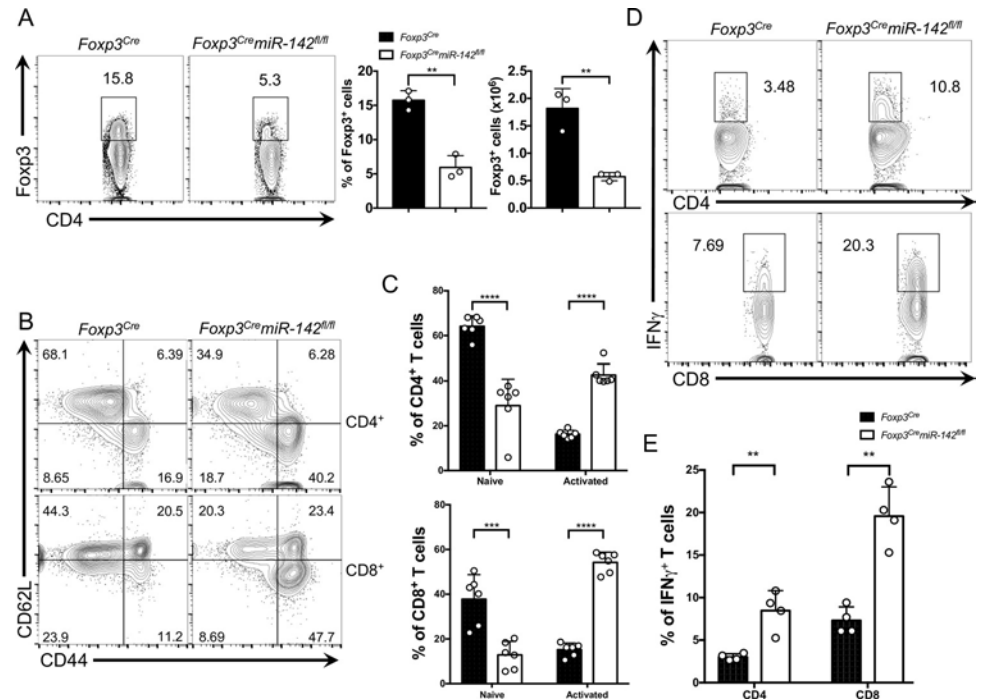 A
Foxp3Cre
Foxp3CremiR-142fl/fl
15.8
5.3
Foxp3
CD4
Foxp3Cre
Foxp3CremiR-142fl/fl
% of Foxp3+ cells
20
15
10
5
0
**
Foxp3+ cells (x10⁶)
2.5
2.0
1.5
1.0
0.5
0.0
**
B
Foxp3Cre
Foxp3CremiR-142fl/fl
68.1 6.39 34.9 6.28
CD4+
8.65 16.9 18.7 40.2
44.3 20.5 20.3 23.4
CD8+
23.9 11.2 8.69 47.7
CD62L
CD44
C
% of CD4+ T cells
80
60
40
20
0
**** ****
Naive Activated
% of CD8+ T cells
80
60
40
20
0
*** ****
Naive Activated
D
Foxp3Cre
Foxp3CremiR-142fl/fl
3.48 10.8
CD4
7.69 20.3
IFNγ
CD8
E
Foxp3Cre
Foxp3CremiR-142fl/fl
% of IFNγ+ T cells
25
20
15
10
5
0
** **
CD4 CD8